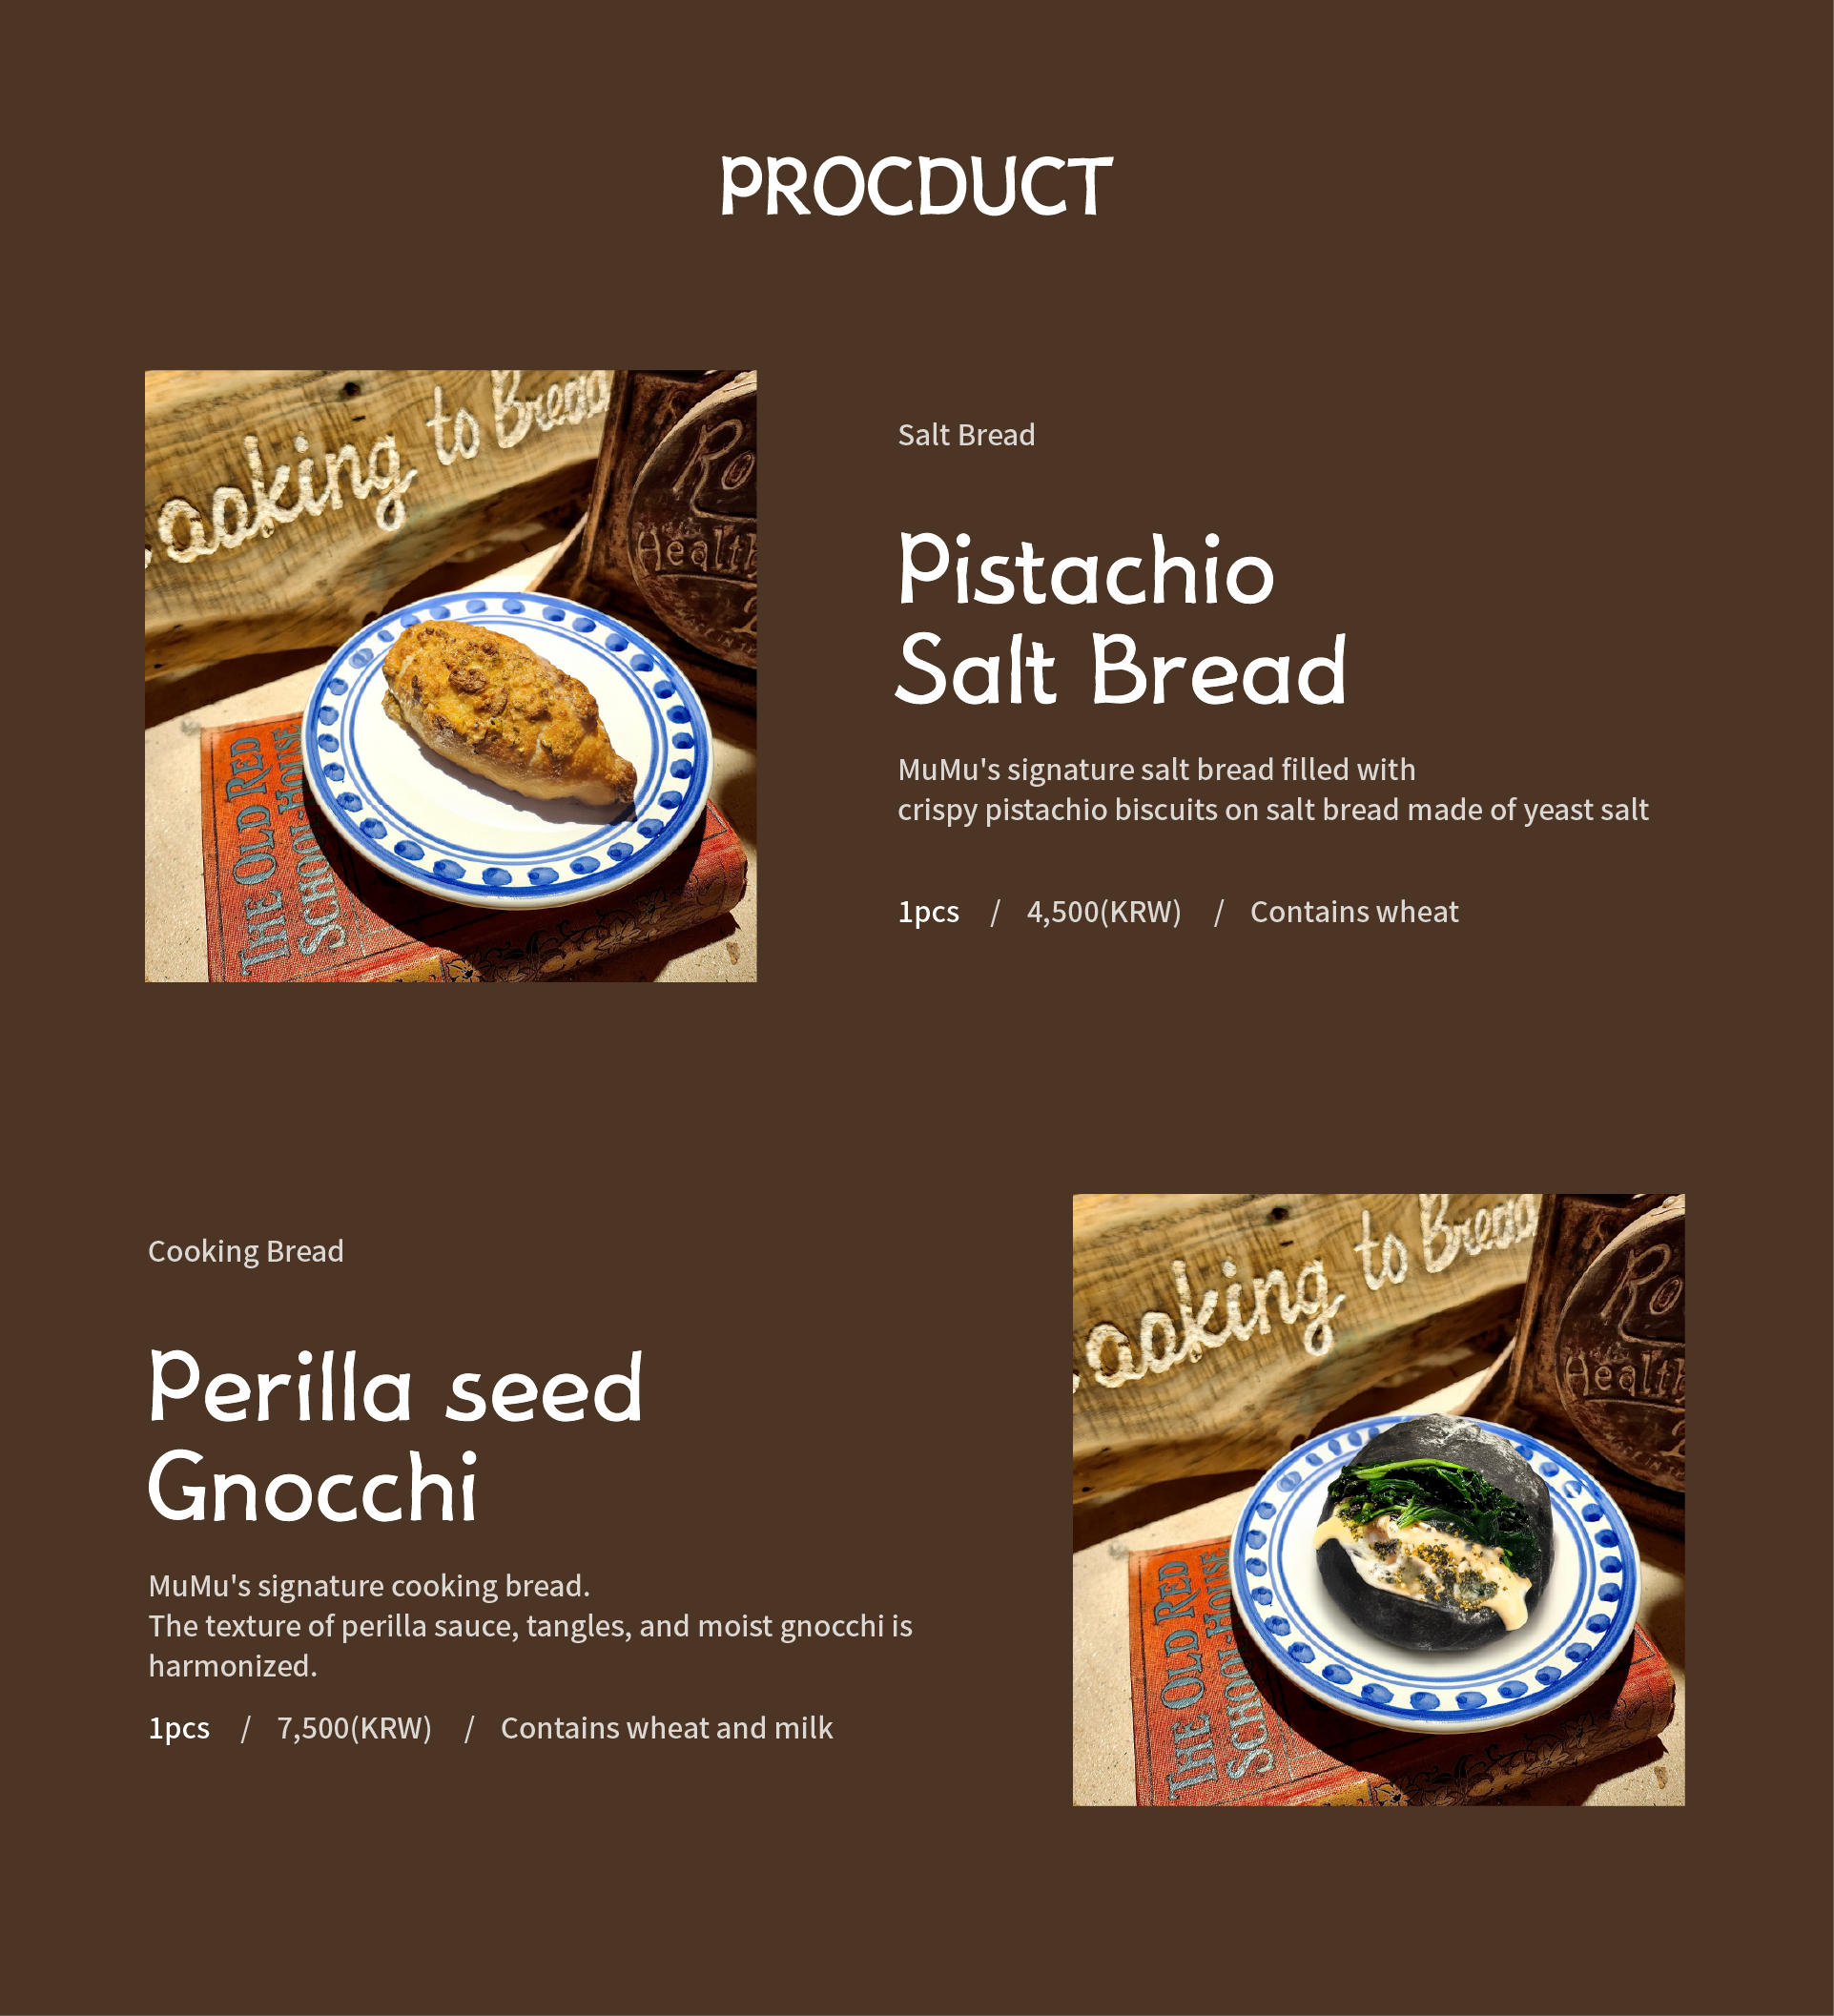 PROCDUCT
ooking to Bread
Health
THE OLD RED
SCHOOL-HOUSE
Salt Bread
Pistachio
Salt Bread
MuMu's signature salt bread filled with
crispy pistachio biscuits on salt bread made of yeast salt
1pcs / 4,500(KRW) / Contains wheat
Cooking Bread
Perilla seed
Gnocchi
MuMu's signature cooking bread.
The texture of perilla sauce, tangles, and moist gnocchi is
harmonized.
1pcs / 7,500(KRW) / Contains wheat and milk
ooking to Bread
Health
THE OLD RED
SCHOOL-HOUSE